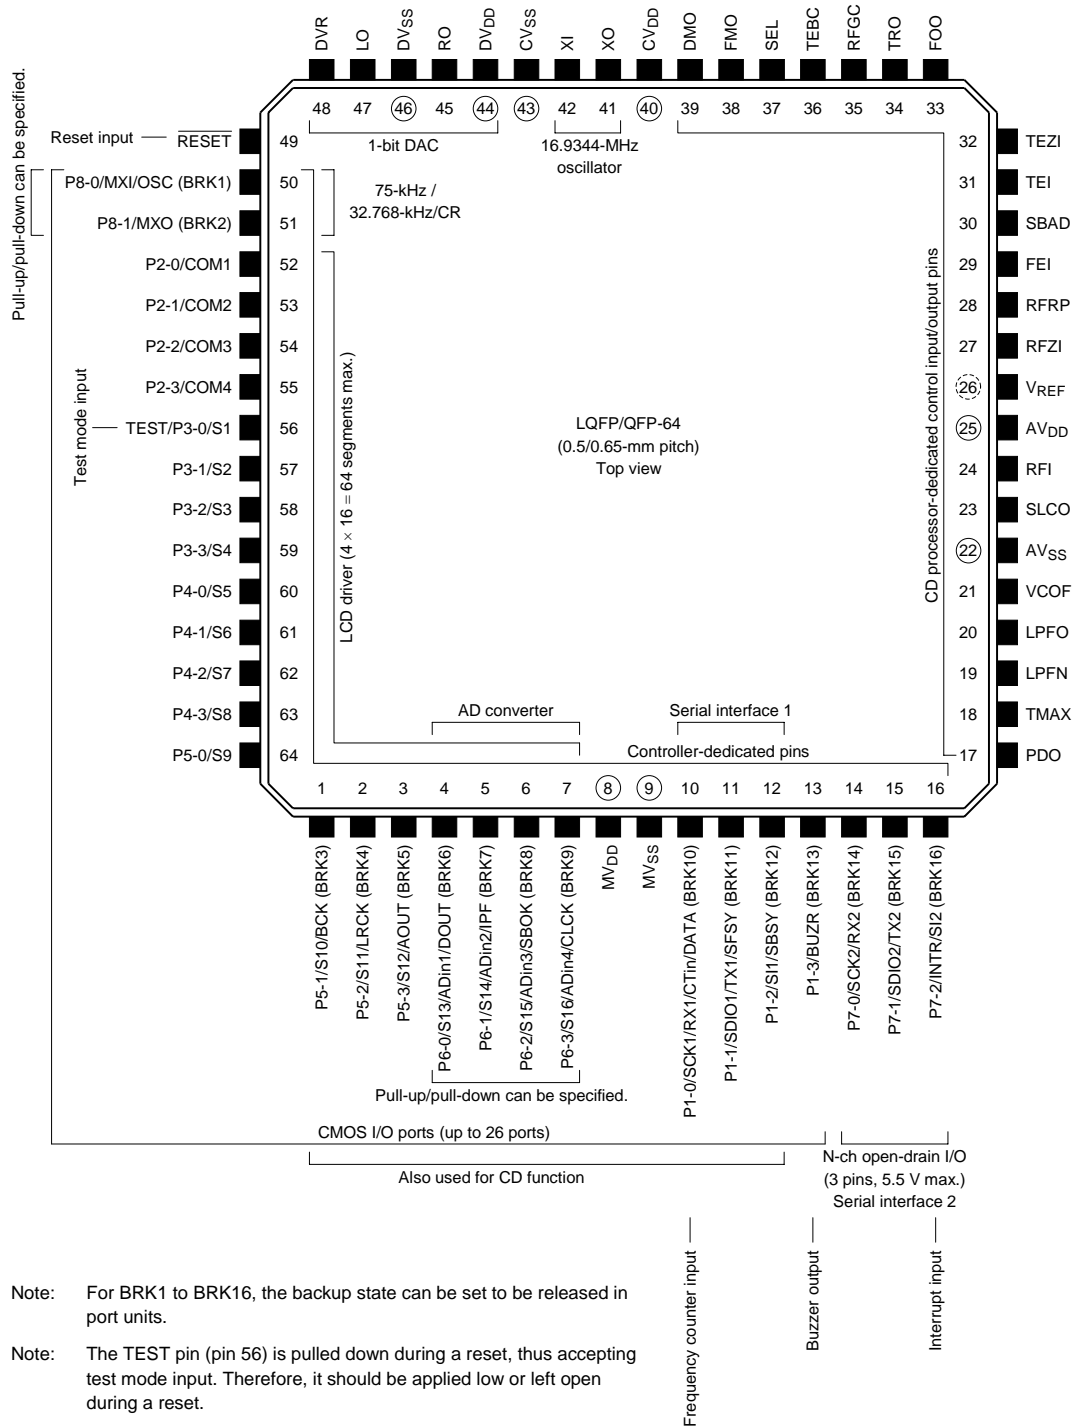 DVR
LO
DVSS
RO
DVDD
CVSS
XI
XO
CVDD
DMO
FMO
SEL
TEBC
RFGC
TRO
FOO
48 47 46 45 44 43 42 41 40 39 38 37 36 35 34 33
1-bit DAC
16.9344-MHz
oscillator
Pull-up/pull-down can be specified.
Reset input
RESET 49
P8-0/MXI/OSC (BRK1) 50
P8-1/MXO (BRK2) 51
75-kHz /
32.768-kHz/CR
P2-0/COM1 52
P2-1/COM2 53
P2-2/COM3 54
P2-3/COM4 55
Test mode input
TEST/P3-0/S1 56
P3-1/S2 57
P3-2/S3 58
P3-3/S4 59
P4-0/S5 60
P4-1/S6 61
P4-2/S7 62
P4-3/S8 63
P5-0/S9 64
LCD driver (4 × 16 = 64 segments max.)
LQFP/QFP-64
(0.5/0.65-mm pitch)
Top view
CD processor-dedicated control input/output pins
32 TEZI
31 TEI
30 SBAD
29 FEI
28 RFRP
27 RFZI
26 VREF
25 AVDD
24 RFI
23 SLCO
22 AVSS
21 VCOF
20 LPFO
19 LPFN
18 TMAX
17 PDO
AD converter
Serial interface 1
Controller-dedicated pins
1 2 3 4 5 6 7 8 9 10 11 12 13 14 15 16
P5-1/S10/BCK (BRK3)
P5-2/S11/LRCK (BRK4)
P5-3/S12/AOUT (BRK5)
P6-0/S13/ADin1/DOUT (BRK6)
P6-1/S14/ADin2/IPF (BRK7)
P6-2/S15/ADin3/SBOK (BRK8)
P6-3/S16/ADin4/CLCK (BRK9)
MVDD
MVSS
P1-0/SCK1/RX1/CTin/DATA (BRK10)
P1-1/SDIO1/TX1/SFSY (BRK11)
P1-2/SI1/SBSY (BRK12)
P1-3/BUZR (BRK13)
P7-0/SCK2/RX2 (BRK14)
P7-1/SDIO2/TX2 (BRK15)
P7-2/INTR/SI2 (BRK16)
Pull-up/pull-down can be specified.
CMOS I/O ports (up to 26 ports)
Also used for CD function
N-ch open-drain I/O
(3 pins, 5.5 V max.)
Serial interface 2
Frequency counter input
Buzzer output
Interrupt input
Note: For BRK1 to BRK16, the backup state can be set to be released in
port units.
Note: The TEST pin (pin 56) is pulled down during a reset, thus accepting
test mode input. Therefore, it should be applied low or left open
during a reset.